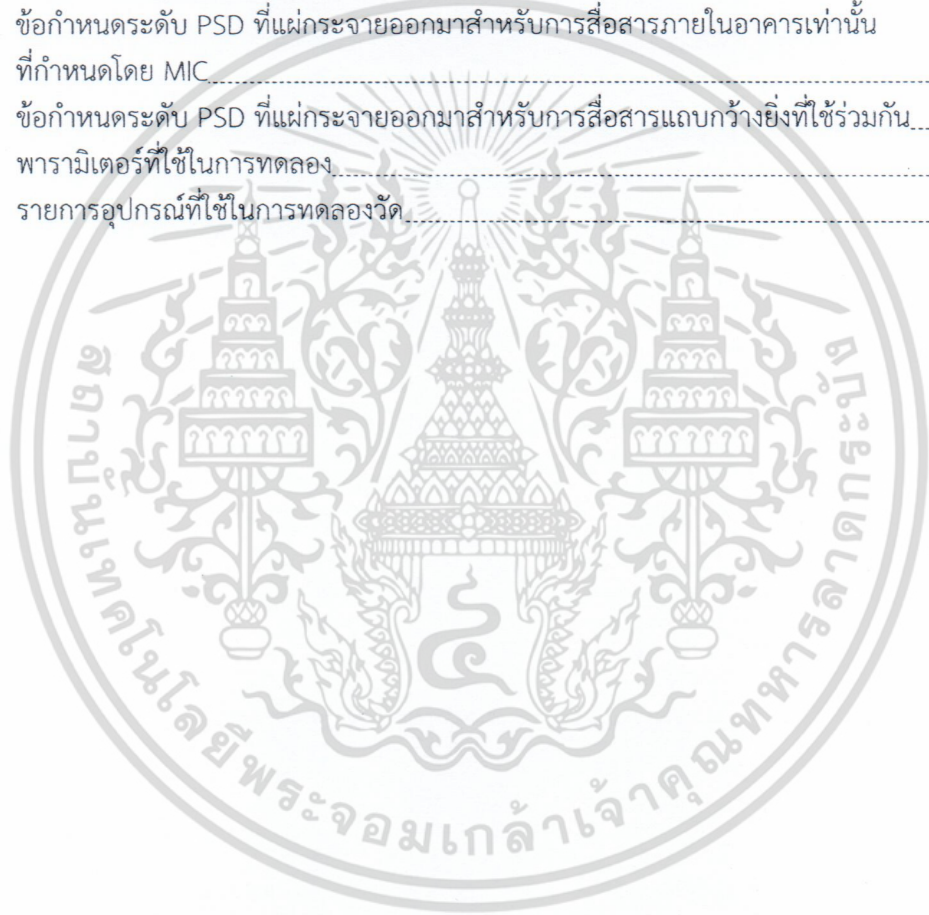 ข้อกำหนดระดับ PSD ที่แผ่กระจายออกมาสำหรับการสื่อสารภายในอาคารเท่านั้น
ที่กำหนดโดย MIC
ข้อกำหนดระดับ PSD ที่แผ่กระจายออกมาสำหรับการสื่อสารแถบกว้างยิ่งที่ใช้ร่วมกัน
พารามิเตอร์ที่ใช้ในการทดลอง
รายการอุปกรณ์ที่ใช้ในการทดลองวัด
สถาบันเทคโนโลยีพระจอมเกล้าเจ้าคุณทหารลาดกระบัง